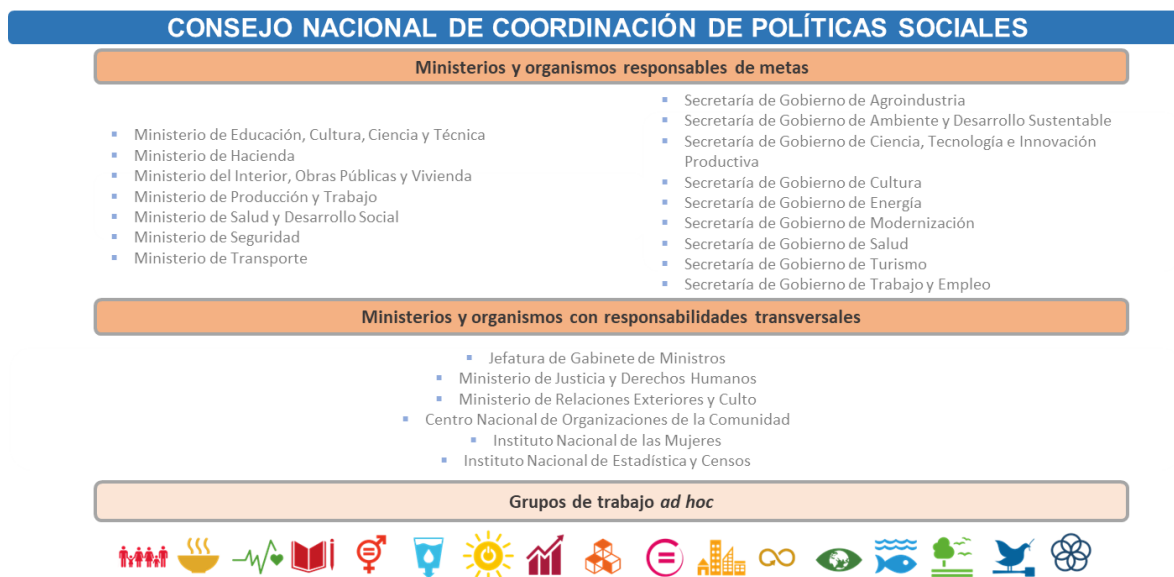 CONSEJO NACIONAL DE COORDINACIÓN DE POLÍTICAS SOCIALES
Ministerios y organismos responsables de metas
Ministerio de Educación, Cultura, Ciencia y Técnica
Ministerio de Hacienda
Ministerio del Interior, Obras Públicas y Vivienda
Ministerio de Producción y Trabajo
Ministerio de Salud y Desarrollo Social
Ministerio de Seguridad
Ministerio de Transporte
Secretaría de Gobierno de Agroindustria
Secretaría de Gobierno de Ambiente y Desarrollo Sustentable
Secretaría de Gobierno de Ciencia, Tecnología e Innovación
Productiva
Secretaría de Gobierno de Cultura
Secretaría de Gobierno de Energía
Secretaría de Gobierno de Modernización
Secretaría de Gobierno de Salud
Secretaría de Gobierno de Turismo
Secretaría de Gobierno de Trabajo y Empleo
Ministerios y organismos con responsabilidades transversales
Jefatura de Gabinete de Ministros
Ministerio de Justicia y Derechos Humanos
Ministerio de Relaciones Exteriores y Culto
Centro Nacional de Organizaciones de la Comunidad
Instituto Nacional de las Mujeres
Instituto Nacional de Estadística y Censos
Grupos de trabajo ad hoc